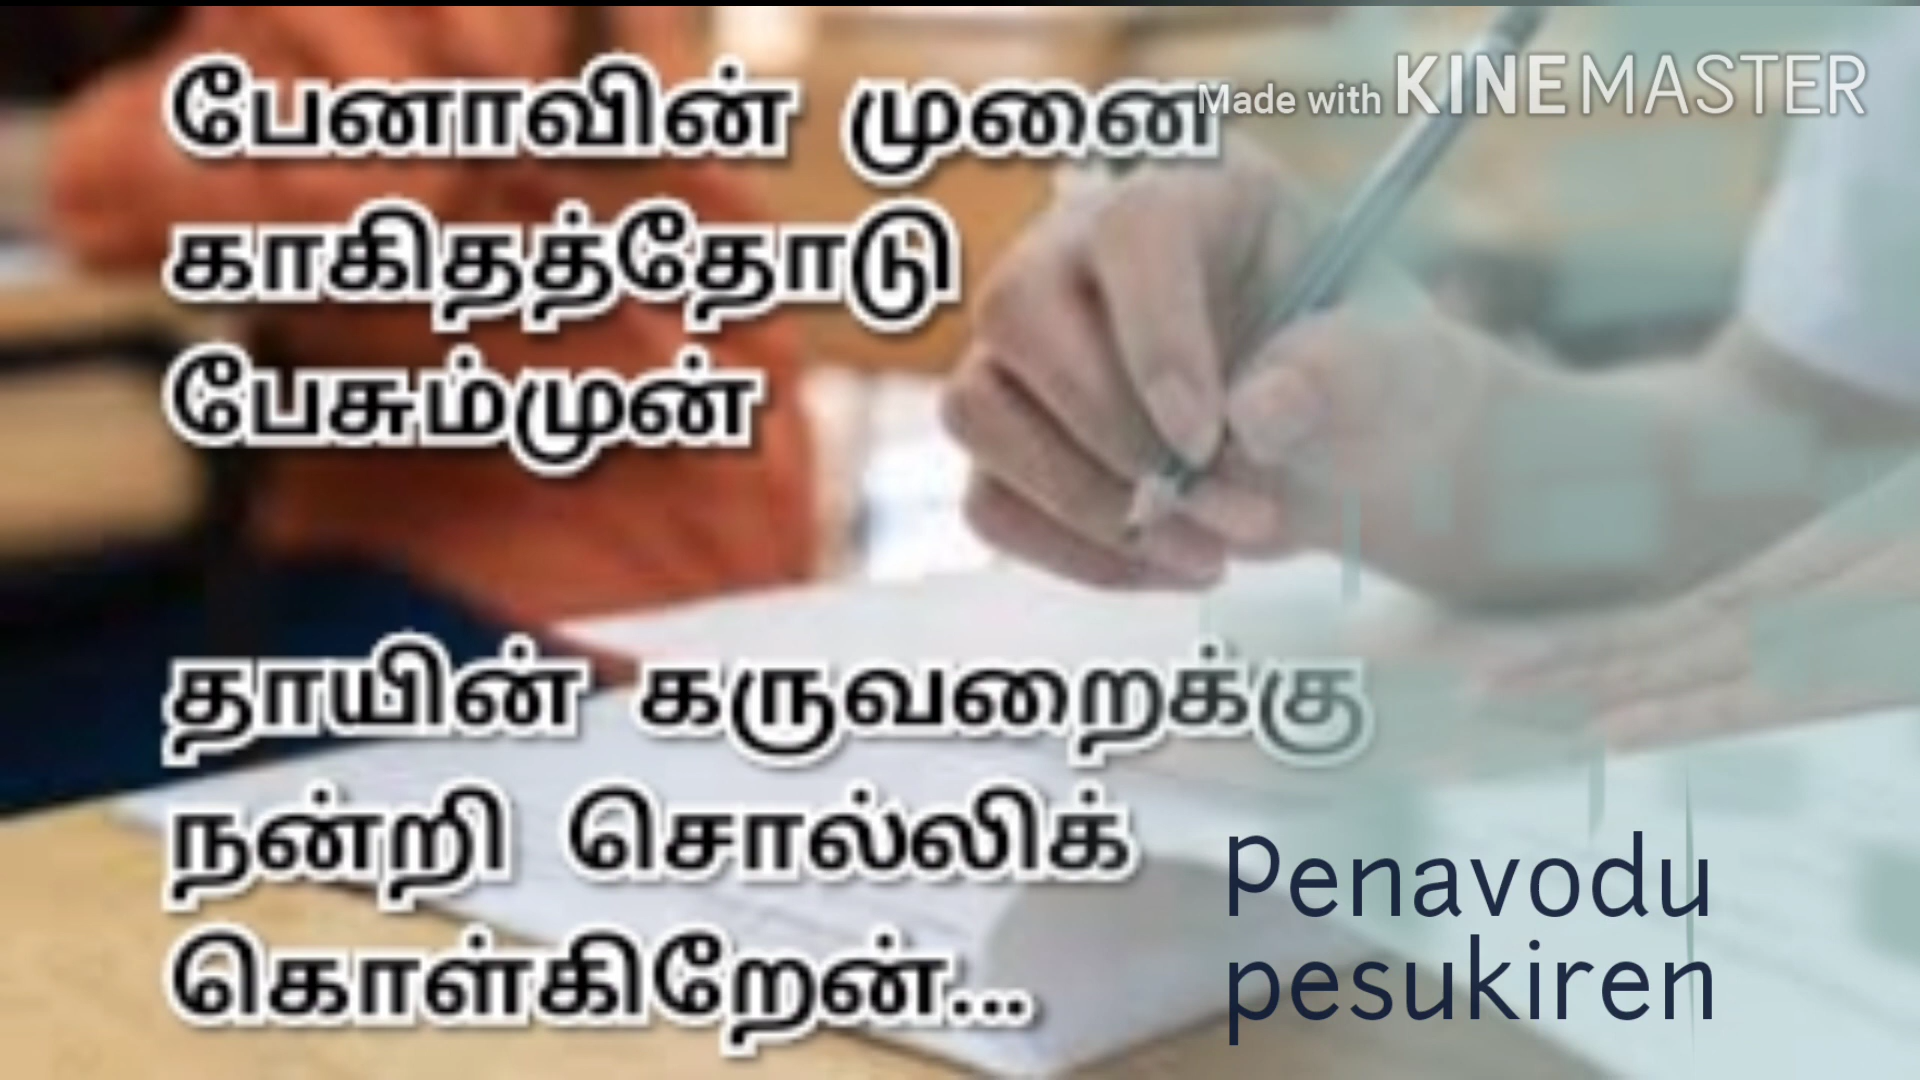 பேனாவின் முனை
Made with KINEMASTER
காகிதத்தோடு
பேசும்முன்
தாயின் கருவறைக்கு
நன்றி சொல்லிக்
கொள்கிறேன்...
Penavodu
pesukiren